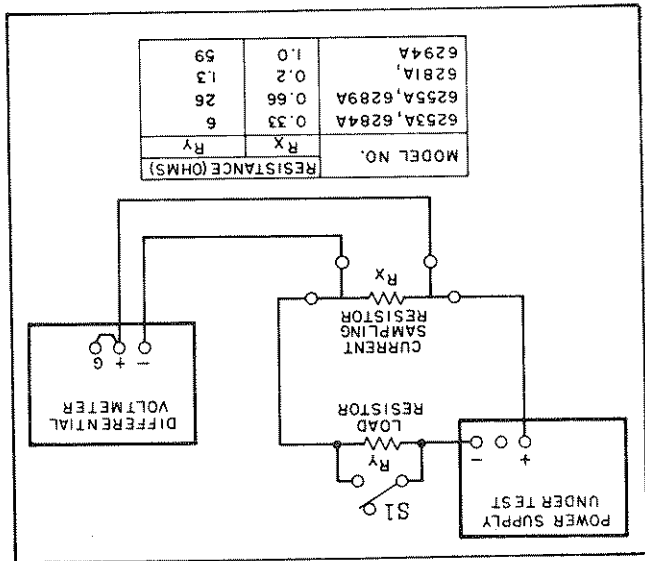 POWER SUPPLY
UNDER TEST
+
-
S1
RY
LOAD
RESISTOR
CURRENT
SAMPLING
RESISTOR
RX
DIFFERENTIAL
VOLTMETER
- + G
MODEL NO. RESISTANCE (OHMS)
RX RY
6253A, 6284A 0.33 6
6255A, 6289A 0.66 26
6281A, 0.2 1.3
6294A 1.0 59